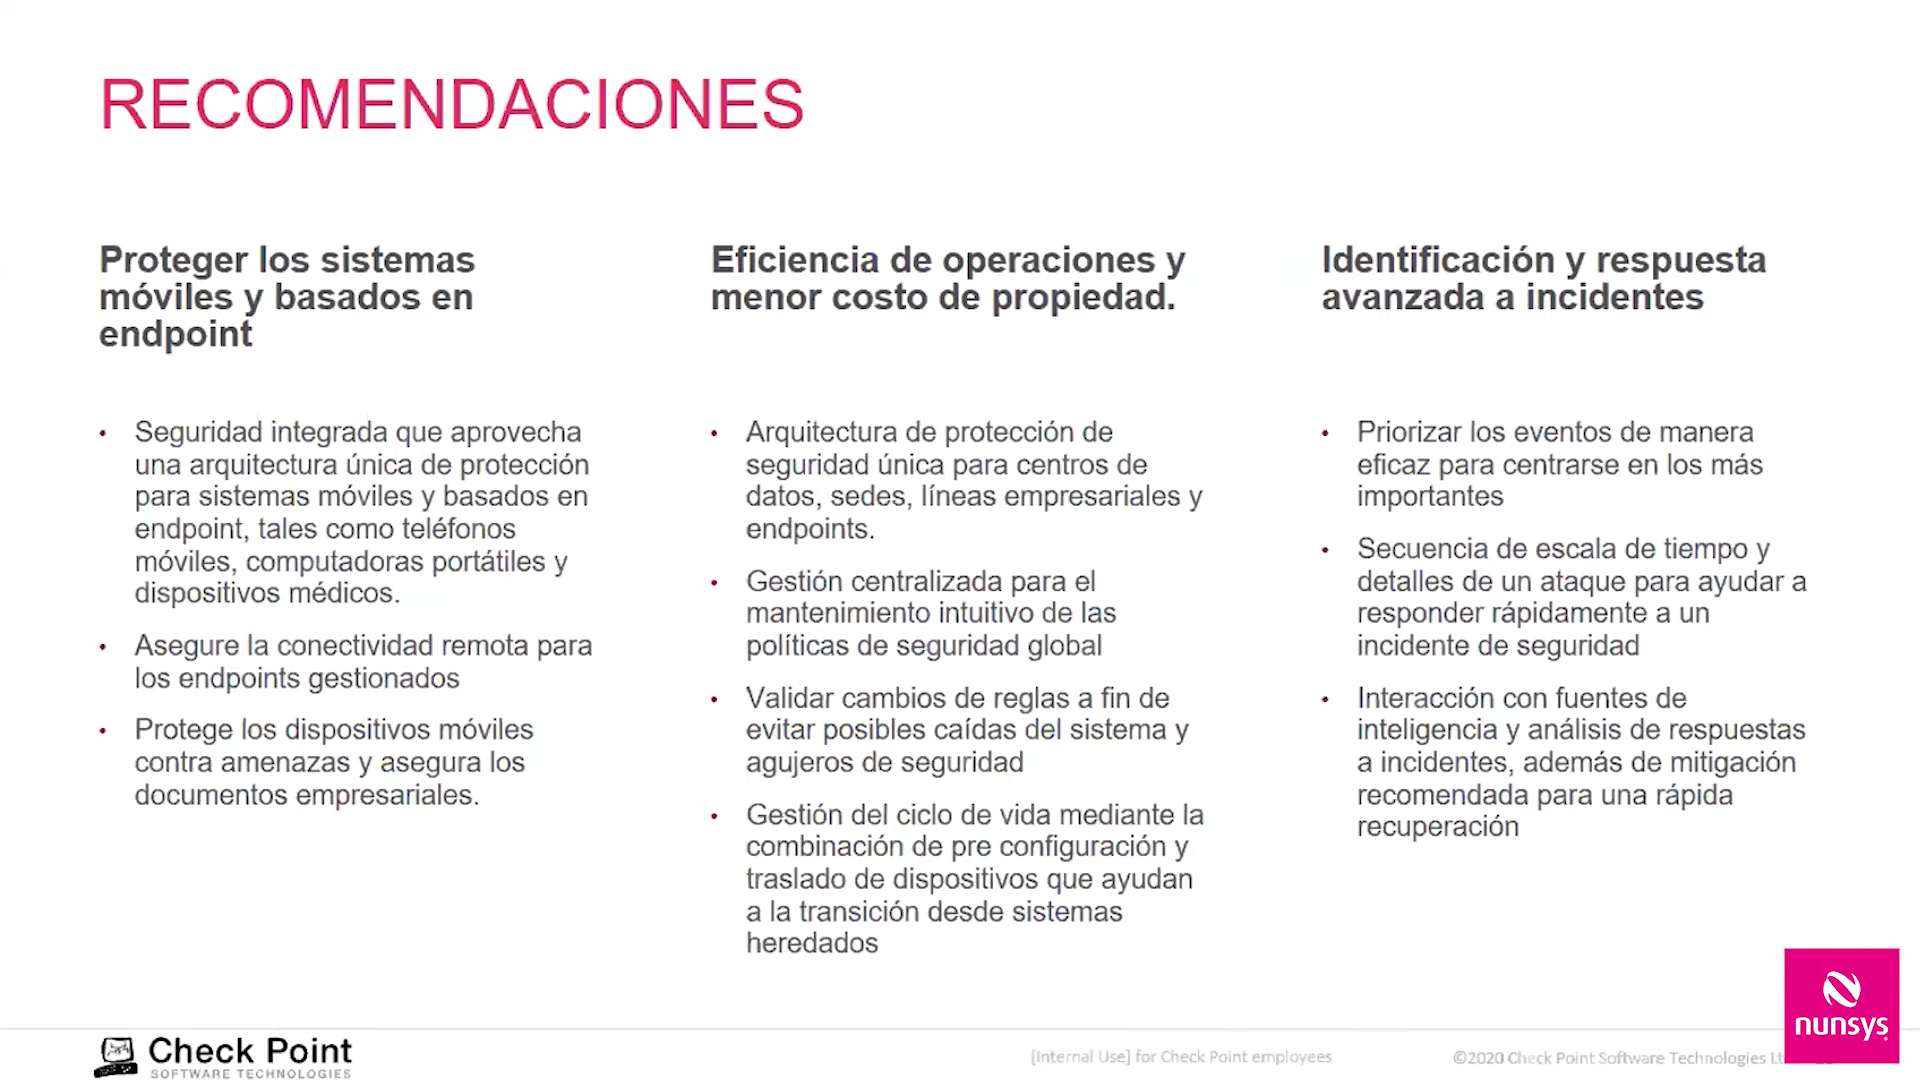 RECOMENDACIONES
Proteger los sistemas
móviles y basados en
endpoint
• Seguridad integrada que aprovecha
una arquitectura única de protección
para sistemas móviles y basados en
endpoint, tales como teléfonos
móviles, computadoras portátiles y
dispositivos médicos.
• Asegure la conectividad remota para
los endpoints gestionados
• Protege los dispositivos móviles
contra amenazas y asegura los
documentos empresariales.
Eficiencia de operaciones y
menor costo de propiedad.
• Arquitectura de protección de
seguridad única para centros de
datos, sedes, líneas empresariales y
endpoints.
• Gestión centralizada para el
mantenimiento intuitivo de las
políticas de seguridad global
• Validar cambios de reglas a fin de
evitar posibles caídas del sistema y
agujeros de seguridad
• Gestión del ciclo de vida mediante la
combinación de pre configuración y
traslado de dispositivos que ayudan
a la transición desde sistemas
heredados
Identificación y respuesta
avanzada a incidentes
• Priorizar los eventos de manera
eficaz para centrarse en los más
importantes
• Secuencia de escala de tiempo y
detalles de un ataque para ayudar a
responder rápidamente a un
incidente de seguridad
• Interacción con fuentes de
inteligencia y análisis de respuestas
a incidentes, además de mitigación
recomendada para una rápida
recuperación
nunsys
Check Point
SOFTWARE TECHNOLOGIES
[Internal Use] for Check Point employees
©2020 Check Point Software Technologies